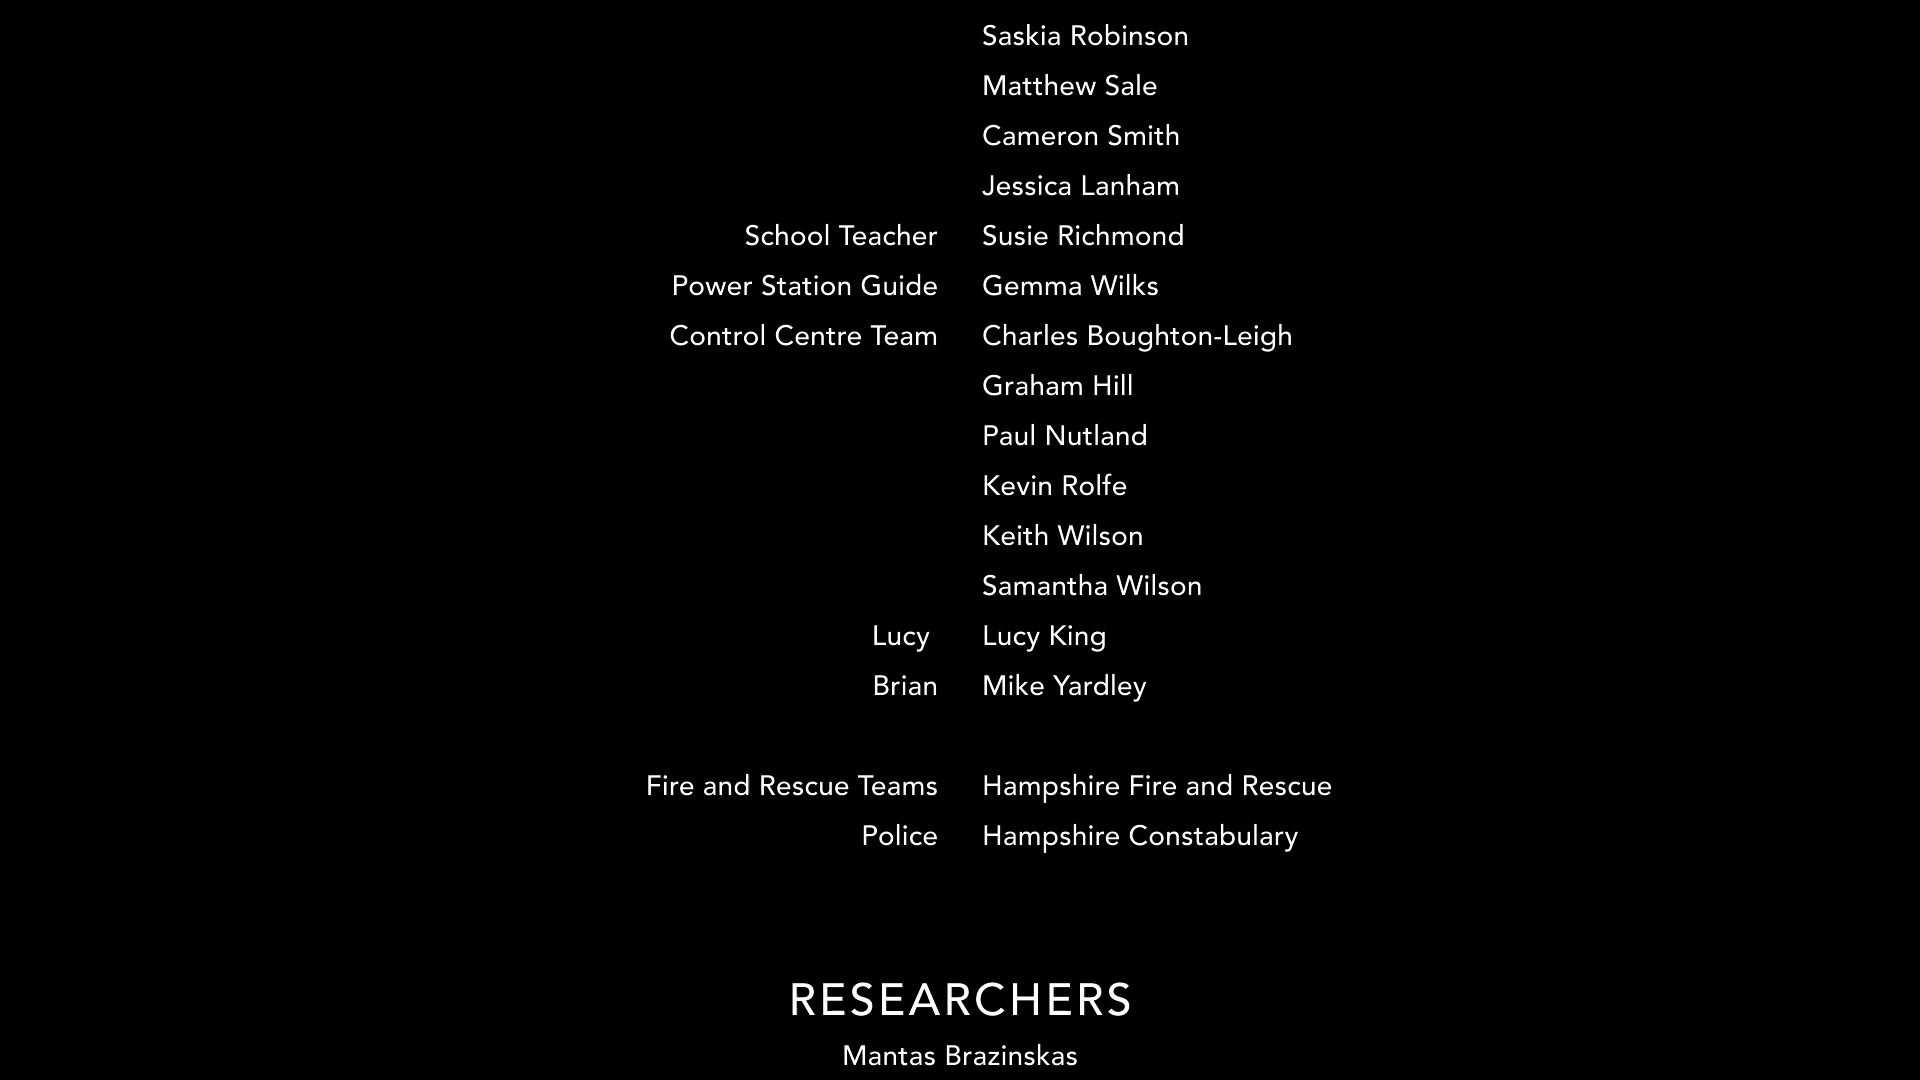 Saskia Robinson
Matthew Sale
Cameron Smith
Jessica Lanham
School Teacher Susie Richmond
Power Station Guide Gemma Wilks
Control Centre Team Charles Boughton-Leigh
Graham Hill
Paul Nutland
Kevin Rolfe
Keith Wilson
Samantha Wilson
Lucy Lucy King
Brian Mike Yardley
Fire and Rescue Teams Hampshire Fire and Rescue
Police Hampshire Constabulary
RESEARCHERS
Mantas Brazinskas